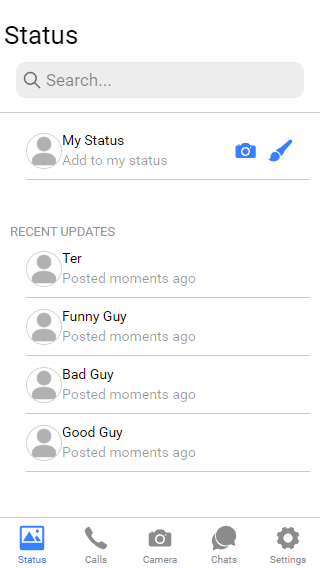 Status
Search...
My Status
Add to my status
RECENT UPDATES
Ter
Posted moments ago
Funny Guy
Posted moments ago
Bad Guy
Posted moments ago
Good Guy
Posted moments ago
Status Calls Camera Chats Settings